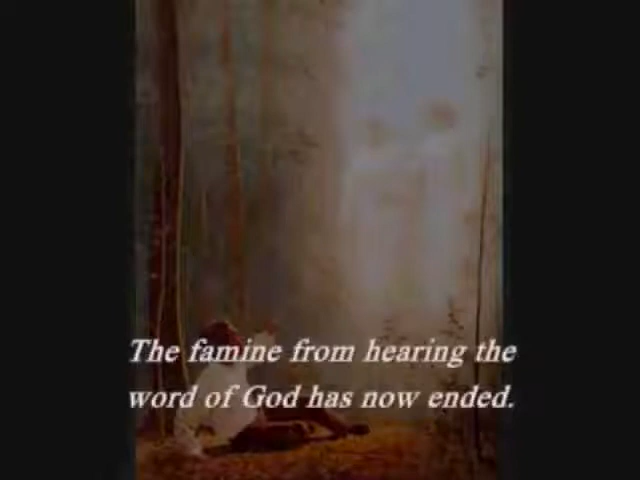 The famine from hearing the
word of God has now ended.